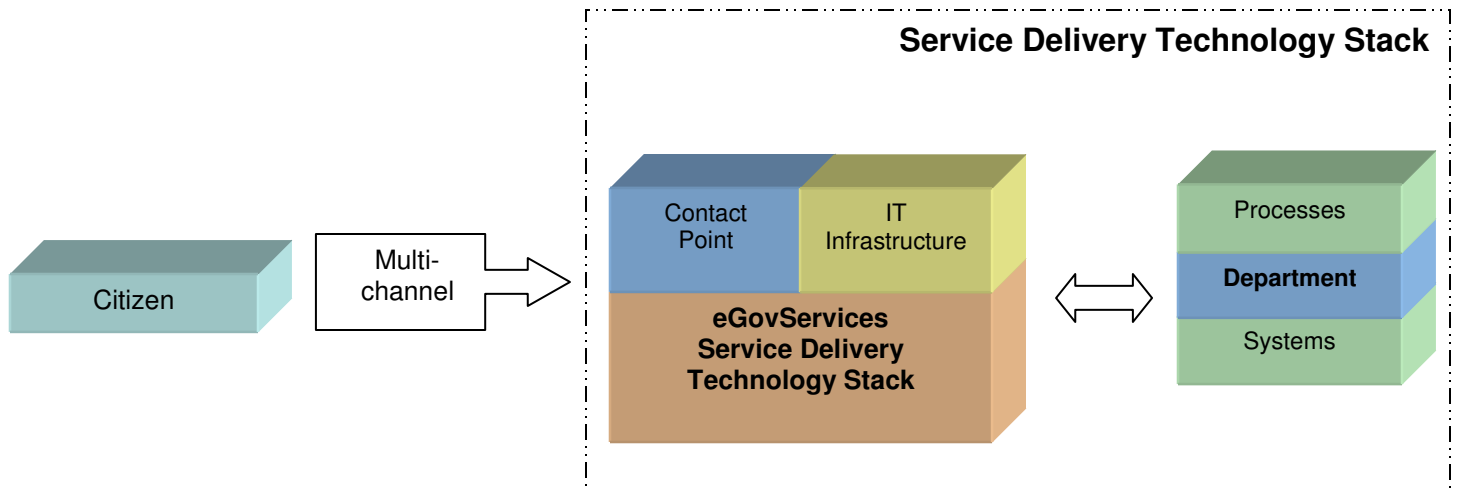 Service Delivery Technology Stack
Citizen
Multi-
channel
Contact
Point
IT
Infrastructure
eGovServices
Service Delivery
Technology Stack
Processes
Department
Systems